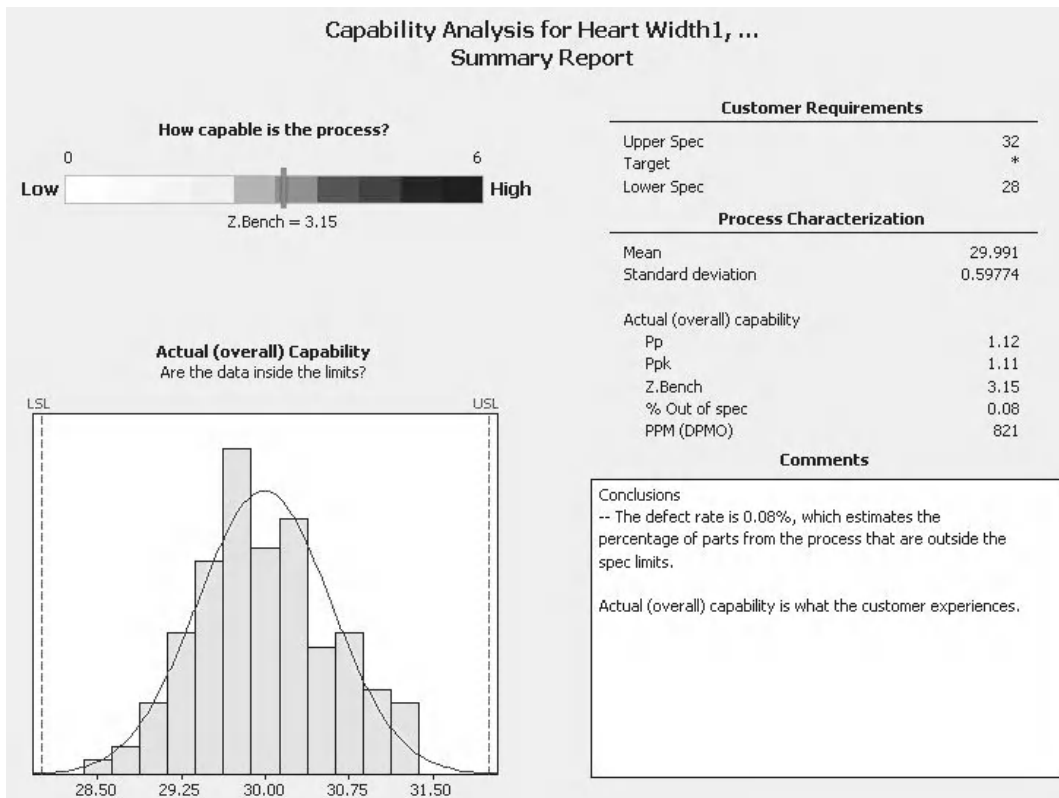 Capability Analysis for Heart Width1, ...
Summary Report
How capable is the process?
0 6
Low High
Z.Bench = 3.15
Customer Requirements
Upper Spec 32
Target *
Lower Spec 28
Process Characterization
Mean 29.991
Standard deviation 0.59774
Actual (overall) capability
Pp 1.12
Ppk 1.11
Z.Bench 3.15
% Out of spec 0.08
PPM (DPMO) 821
Actual (overall) Capability
Are the data inside the limits?
LSL USL
28.50 29.25 30.00 30.75 31.50
Comments
Conclusions
-- The defect rate is 0.08%, which estimates the
percentage of parts from the process that are outside the
spec limits.
Actual (overall) capability is what the customer experiences.